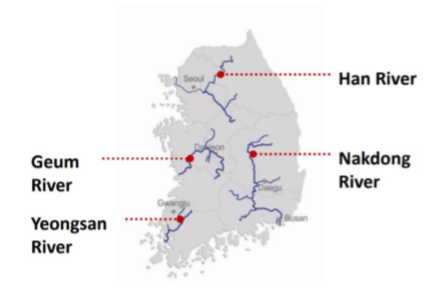 Seoul
Han River
Daejeon
Geum
River
Nakdong
River
Daegu
Gwangju
Yeongsan
River
Busan